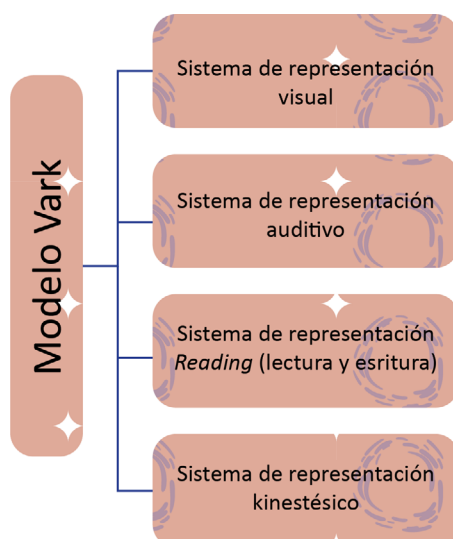 Modelo Vark
Sistema de representación
visual
Sistema de representación
auditivo
Sistema de representación
Reading (lectura y esritura)
Sistema de representación
kinestésico